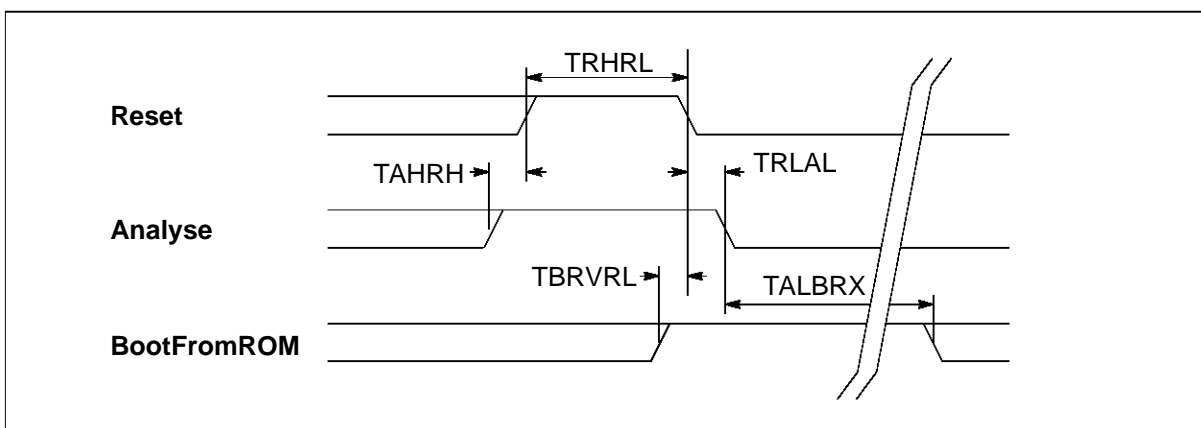 TRHRL
Reset
TAHRH
TRLAL
Analyse
TBRVRL
TALBRX
BootFromROM